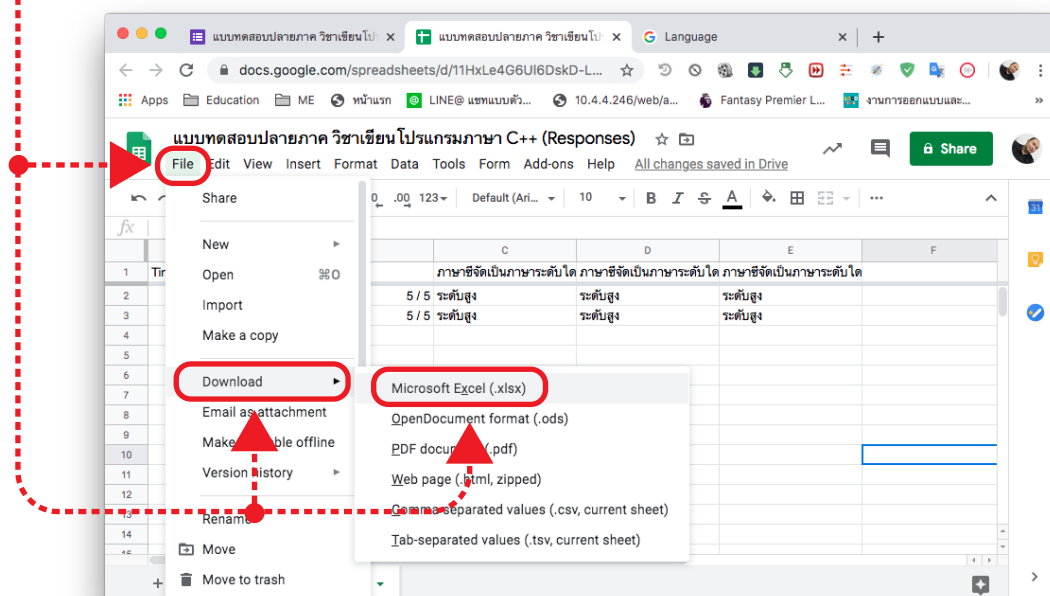 แบบทดสอบปลายภาค วิชาเขียนโป
แบบทดสอบปลายภาค วิชาเขียนโป
Language
docs.google.com/spreadsheets/d/11HxLe4G6Ul6DskD-L...
Apps Education ME หน้าแรก LINE@ แชทแบบตัว... 10.4.4.246/web/a... Fantasy Premier L... งานการออกแบบและ... »
แบบทดสอบปลายภาค วิชาเขียนโปรแกรมภาษา C++ (Responses)
File Edit View Insert Format Data Tools Form Add-ons Help All changes saved in Drive
Share
.00 123 Default (Ari... 10 B I S A ...
fx
C D E F
1 ภาษาซีจัดเป็นภาษาระดับใด ภาษาซีจัดเป็นภาษาระดับใด ภาษาซีจัดเป็นภาษาระดับใด
2 5 / 5 ระดับสูง ระดับสูง ระดับสูง
3 5 / 5 ระดับสูง ระดับสูง ระดับสูง
4
5
6
7
8
9
10
11
12
13
14
15
Share
New
Open ⌘O
Import
Make a copy
Download
Email as attachment
Make offline
Version history
Rename
Move
Move to trash
Microsoft Excel (.xlsx)
OpenDocument format (.ods)
PDF document (.pdf)
Web page (.html, zipped)
Comma-separated values (.csv, current sheet)
Tab-separated values (.tsv, current sheet)
31